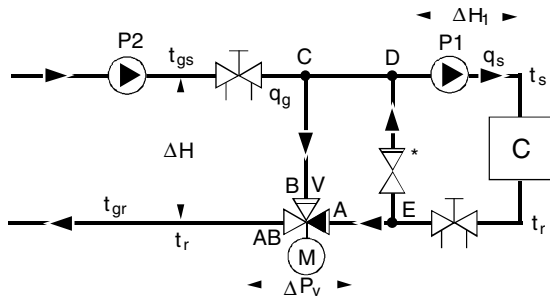 ΔH1
P2 tgs C D P1 qs ts
qg
ΔH * C
B V
tgr A E
AB tr tr
M
ΔPv